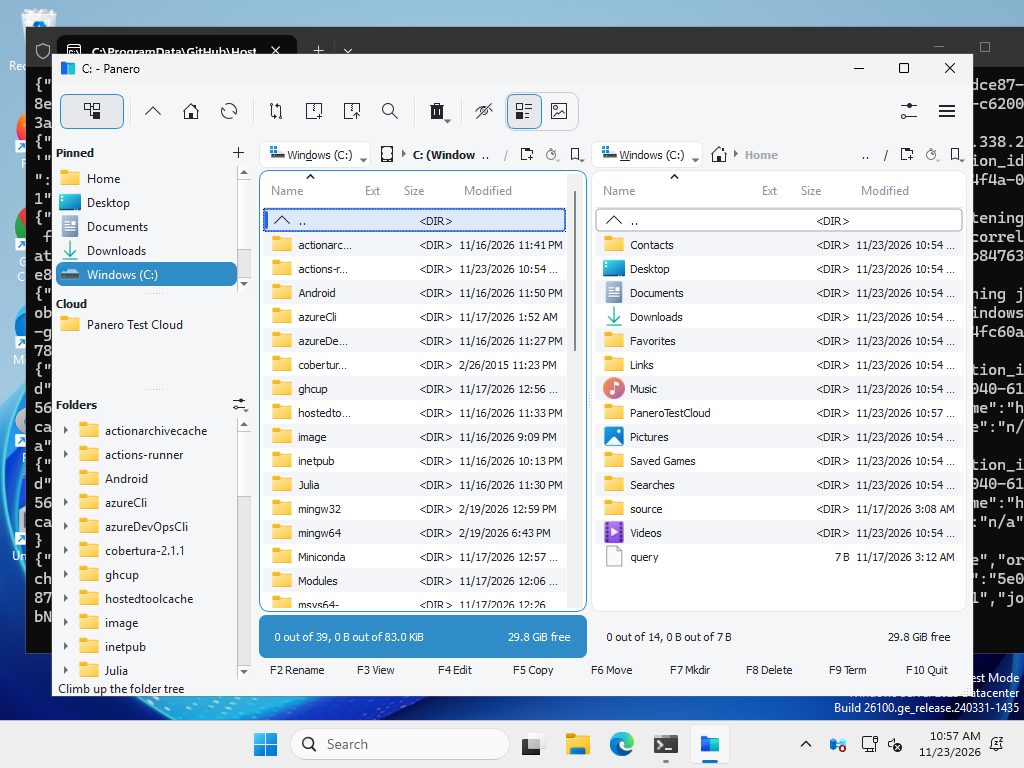 C:\ProgramData\GitHub\Host
C: - Panero
Pinned
Home
Desktop
Documents
Downloads
Windows (C:)
Cloud
Panero Test Cloud
Folders
actionarchivecache
actions-runner
Android
azureCli
azureDevOpsCli
cobertura-2.1.1
ghcup
hostedtoolcache
image
inetpub
Julia
Climb up the folder tree
Windows (C:) C: (Window .. /
Name Ext Size Modified
.. <DIR>
actionarc... <DIR> 11/16/2026 11:41 PM
actions-r... <DIR> 11/23/2026 10:54 ...
Android <DIR> 11/16/2026 11:50 PM
azureCli <DIR> 11/17/2026 1:52 AM
azureDe... <DIR> 11/16/2026 11:27 PM
cobertur... <DIR> 2/26/2015 11:23 PM
ghcup <DIR> 11/17/2026 12:56 ...
hostedto... <DIR> 11/16/2026 11:33 PM
image <DIR> 11/16/2026 9:09 PM
inetpub <DIR> 11/16/2026 10:13 PM
Julia <DIR> 11/16/2026 11:30 PM
mingw32 <DIR> 2/19/2026 12:59 PM
mingw64 <DIR> 2/19/2026 6:43 PM
Miniconda <DIR> 11/17/2026 12:57 ...
Modules <DIR> 11/17/2026 12:06 ...
msys64- <DIR> 11/17/2026 12:26
0 out of 39, 0 B out of 83.0 KiB 29.8 GiB free
Windows (C:) Home .. /
Name Ext Size Modified
.. <DIR>
Contacts <DIR> 11/23/2026 10:54 ...
Desktop <DIR> 11/23/2026 10:54 ...
Documents <DIR> 11/23/2026 10:54 ...
Downloads <DIR> 11/23/2026 10:54 ...
Favorites <DIR> 11/23/2026 10:54 ...
Links <DIR> 11/23/2026 10:54 ...
Music <DIR> 11/23/2026 10:54 ...
PaneroTestCloud <DIR> 11/23/2026 10:57 ...
Pictures <DIR> 11/23/2026 10:54 ...
Saved Games <DIR> 11/23/2026 10:54 ...
Searches <DIR> 11/23/2026 10:54 ...
source <DIR> 11/17/2026 3:08 AM
Videos <DIR> 11/23/2026 10:54 ...
query 7 B 11/17/2026 3:12 AM
0 out of 14, 0 B out of 7 B 29.8 GiB free
F2 Rename F3 View F4 Edit F5 Copy F6 Move F7 Mkdir F8 Delete F9 Term F10 Quit
est Mode
Build 26100.ge_release.240331-1435
Search
10:57 AM
11/23/2026